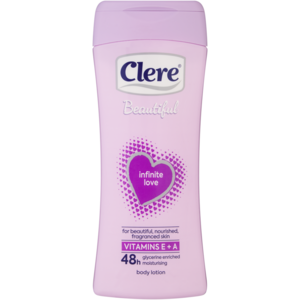 Clere
Beautiful
infinite
love
for beautiful, nourished,
fragranced skin
VITAMINS E + A
48h glycerine enriched
moisturising
body lotion